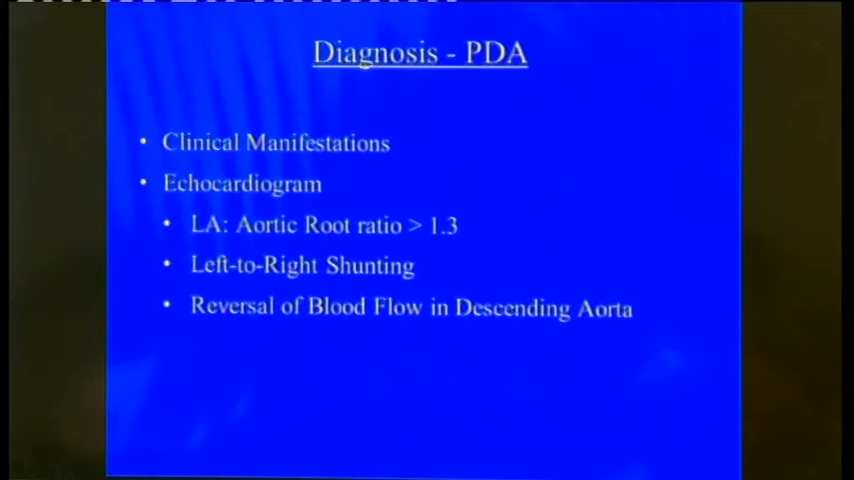 Diagnosis - PDA
• Clinical Manifestations
• Echocardiogram
• LA: Aortic Root ratio > 1.3
• Left-to-Right Shunting
• Reversal of Blood Flow in Descending Aorta